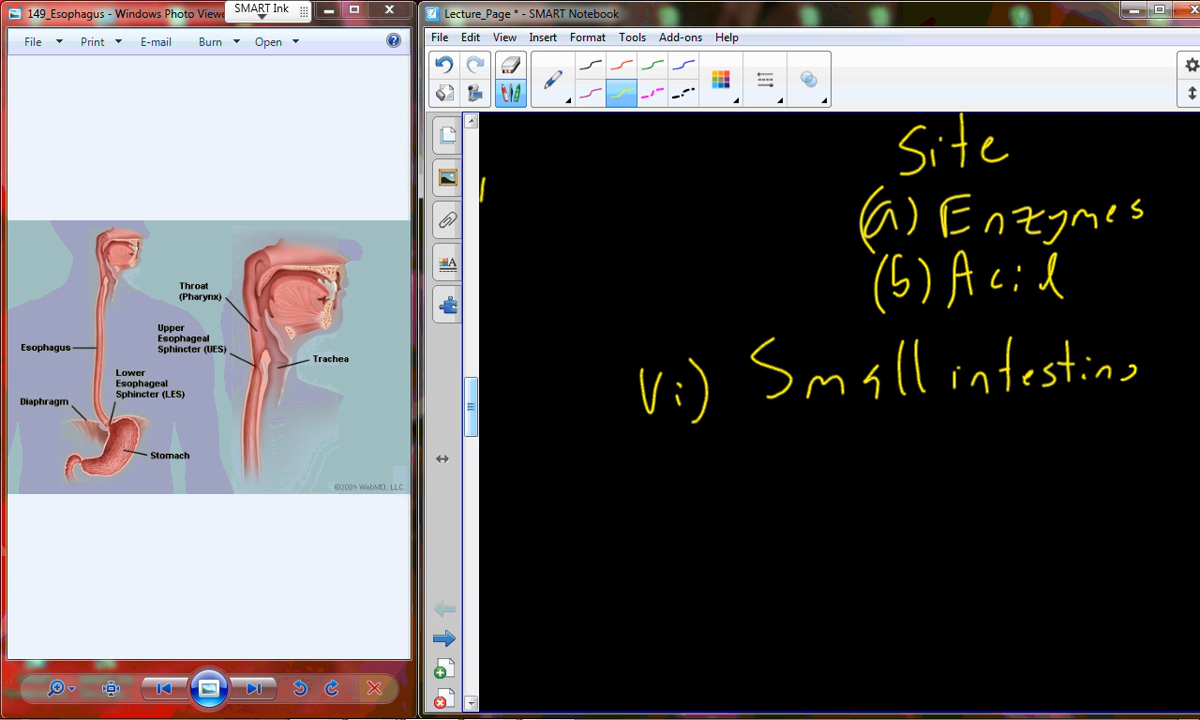 149_Esophagus - Windows Photo Viewe
SMART Ink
File Print E-mail Burn Open
Throat
(Pharynx)
Upper
Esophageal
Sphincter (UES)
Trachea
Esophagus
Lower
Esophageal
Sphincter (LES)
Diaphragm
Stomach
©2009 WebMD, LLC.
Lecture_Page * - SMART Notebook
File Edit View Insert Format Tools Add-ons Help
Site
(a) Enzymes
(b) Acid
Vi) Small intestine